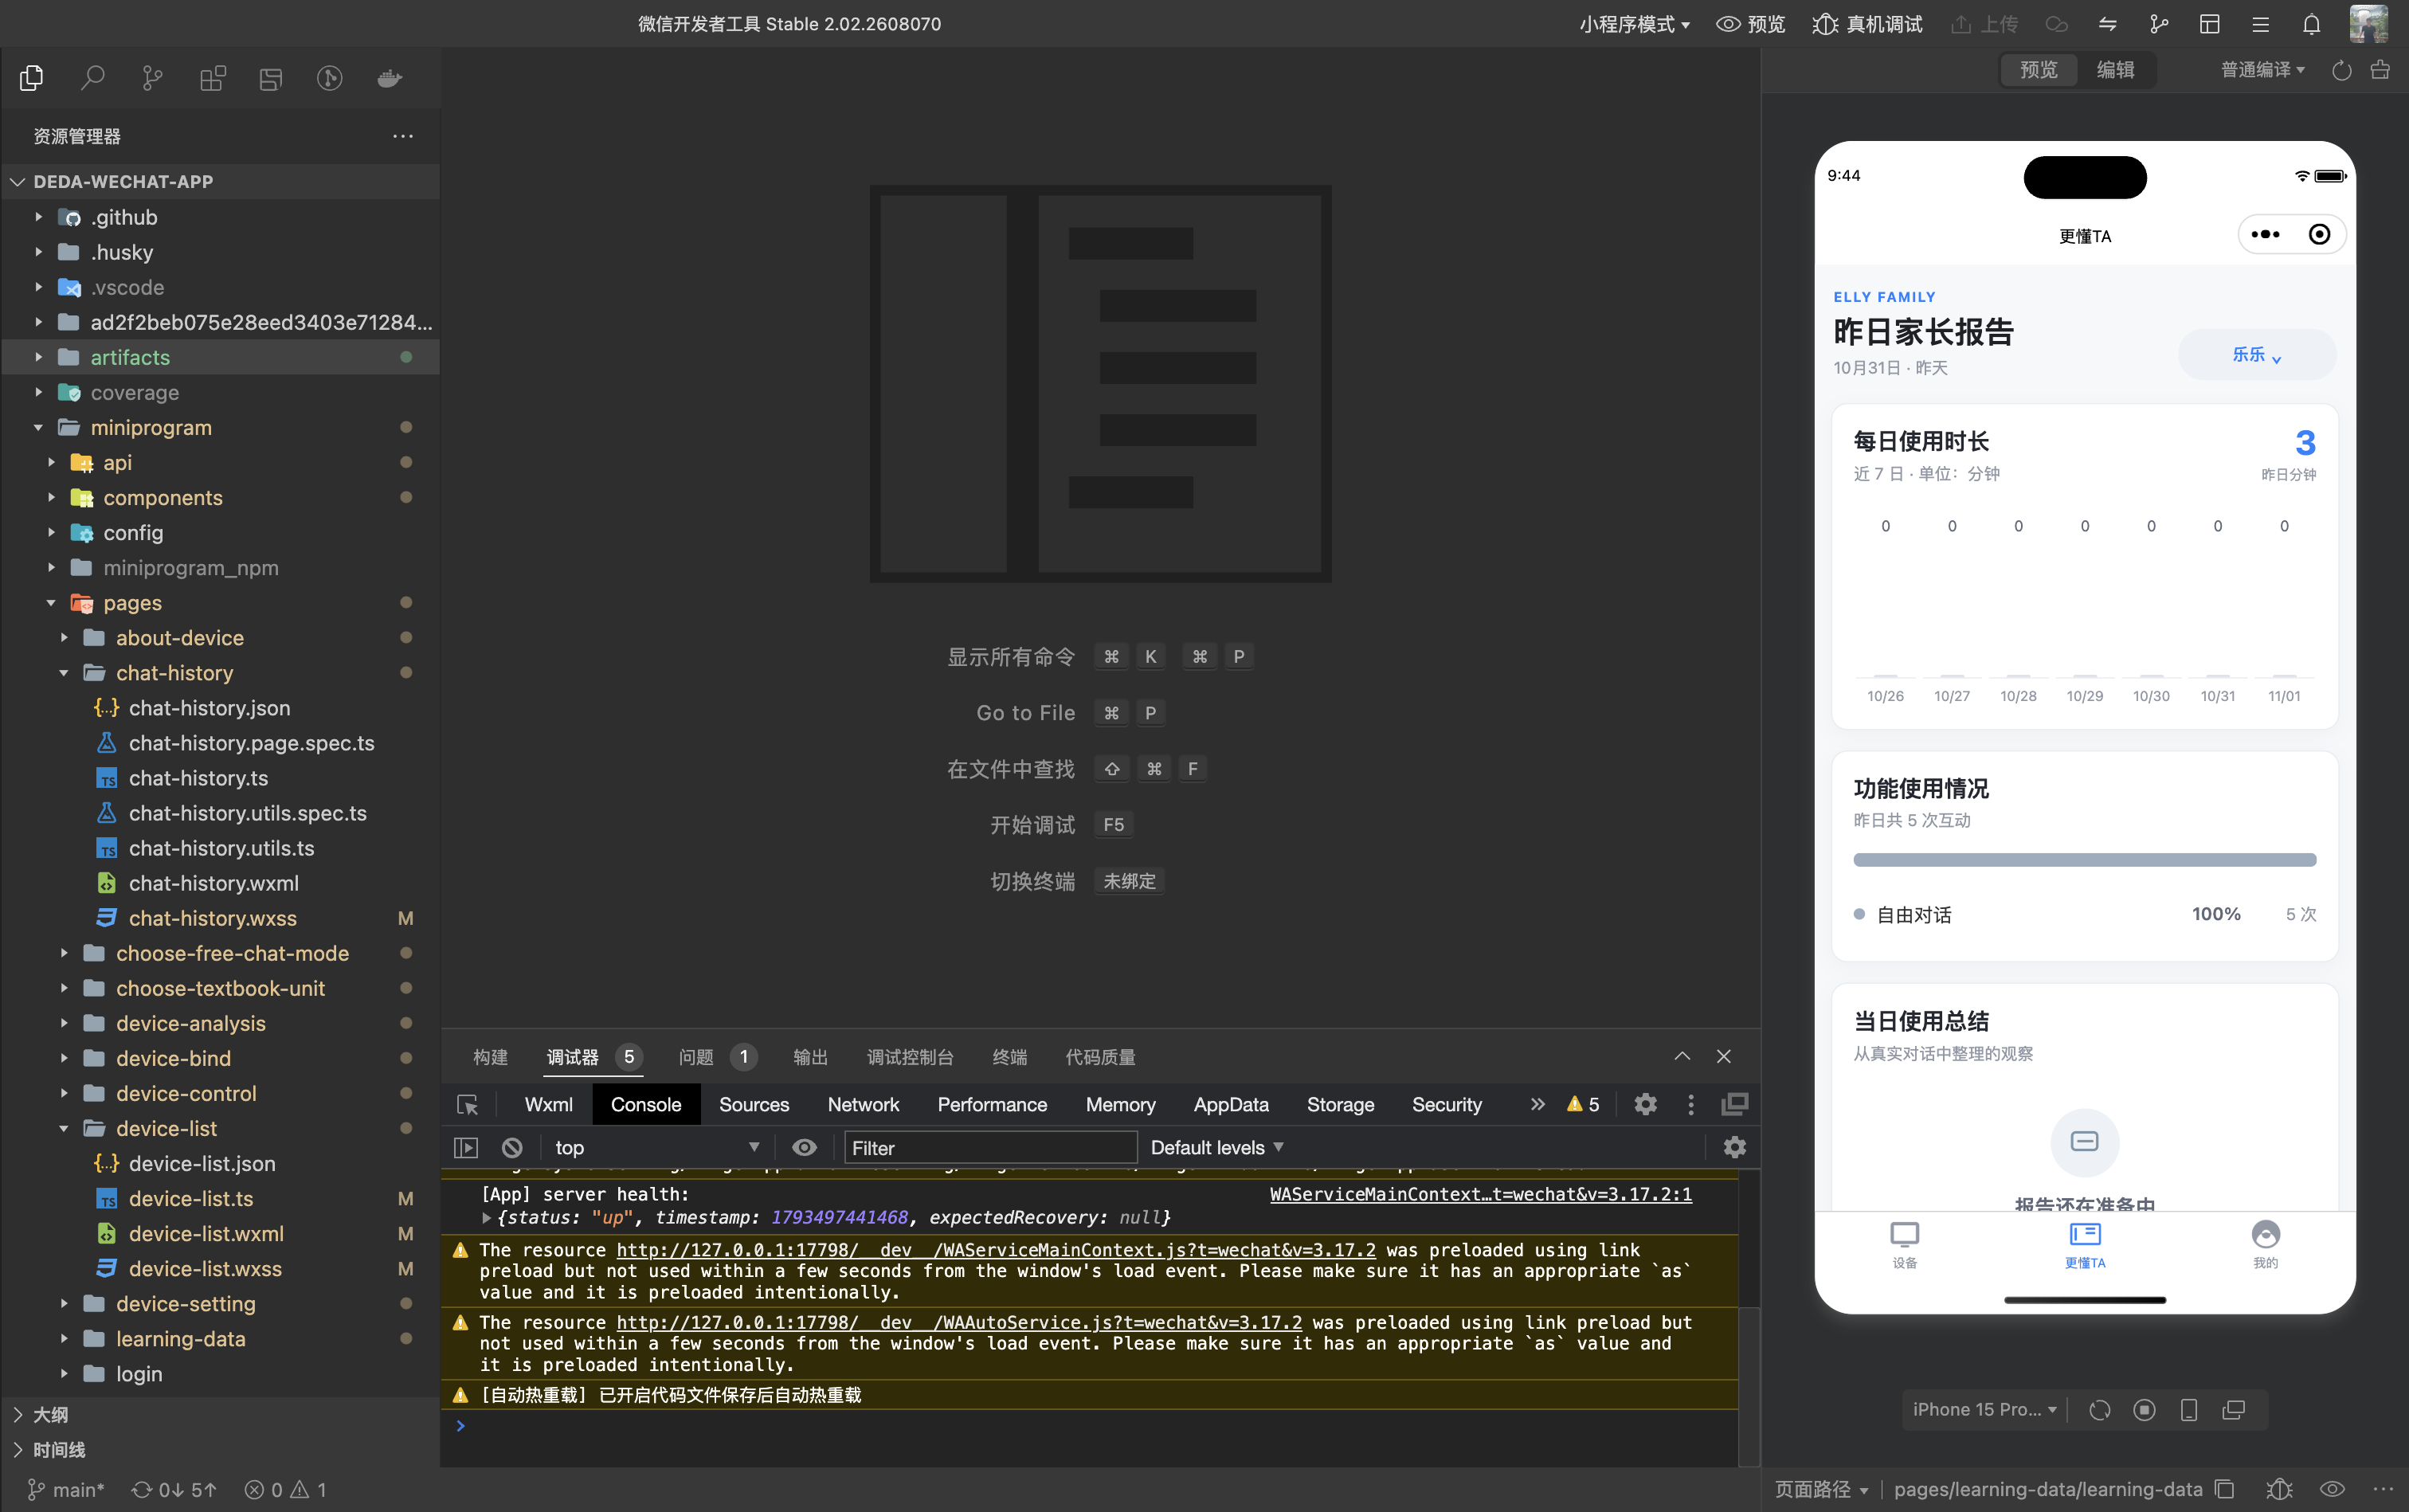 微信开发者工具 Stable 2.02.2608070
小程序模式
预览
真机调试
上传
预览
编辑
普通编译
资源管理器
DEDA-WECHAT-APP
.github
.husky
.vscode
ad2f2beb075e28eed3403e71284...
artifacts
coverage
miniprogram
api
components
config
miniprogram_npm
pages
about-device
chat-history
chat-history.json
chat-history.page.spec.ts
chat-history.ts
chat-history.utils.spec.ts
chat-history.utils.ts
chat-history.wxml
chat-history.wxss M
choose-free-chat-mode
choose-textbook-unit
device-analysis
device-bind
device-control
device-list
device-list.json
device-list.ts M
device-list.wxml M
device-list.wxss M
device-setting
learning-data
login
大纲
时间线
main* 0↓ 5↑ 0 1
显示所有命令 ⌘ K ⌘ P
Go to File ⌘ P
在文件中查找 ⇧ ⌘ F
开始调试 F5
切换终端 未绑定
构建 调试器 5 问题 1 输出 调试控制台 终端 代码质量
Wxml Console Sources Network Performance Memory AppData Storage Security 5
top Filter Default levels
[App] server health: WAServiceMainContext…t=wechat&v=3.17.2:1
{status: "up", timestamp: 1793497441468, expectedRecovery: null}
The resource http://127.0.0.1:17798/__dev__/WAServiceMainContext.js?t=wechat&v=3.17.2 was preloaded using link
preload but not used within a few seconds from the window's load event. Please make sure it has an appropriate `as`
value and it is preloaded intentionally.
The resource http://127.0.0.1:17798/__dev__/WAAutoService.js?t=wechat&v=3.17.2 was preloaded using link preload but
not used within a few seconds from the window's load event. Please make sure it has an appropriate `as` value and
it is preloaded intentionally.
[自动热重载] 已开启代码文件保存后自动热重载
9:44
更懂TA
ELLY FAMILY
昨日家长报告
10月31日 · 昨天
乐乐
每日使用时长
3
近 7 日 · 单位：分钟
昨日分钟
0 0 0 0 0 0 0
10/26 10/27 10/28 10/29 10/30 10/31 11/01
功能使用情况
昨日共 5 次互动
自由对话 100% 5 次
当日使用总结
从真实对话中整理的观察
报告还在准备中
设备 更懂TA 我的
iPhone 15 Pro...
页面路径 pages/learning-data/learning-data